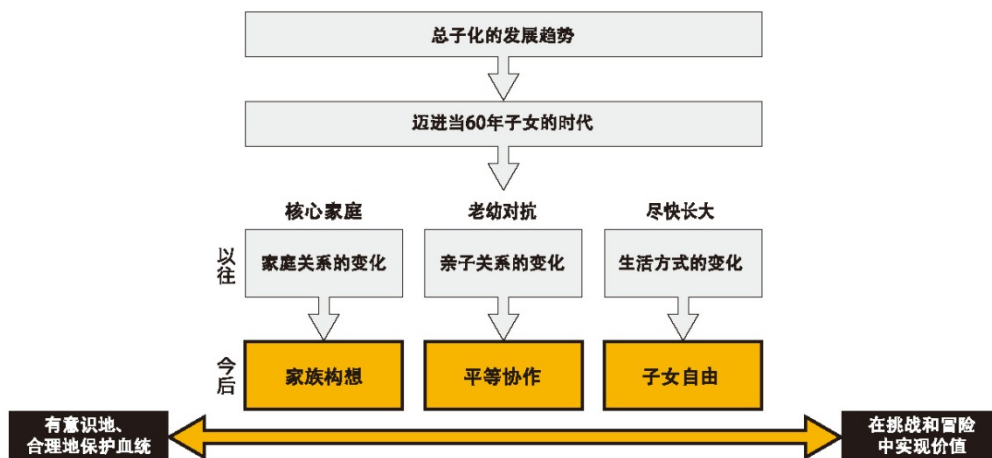 总子化的发展趋势
迈进当60年子女的时代
核心家庭
老幼对抗
尽快长大
以往
家庭关系的变化
亲子关系的变化
生活方式的变化
今后
家族构想
平等协作
子女自由
有意识地、
合理地保护血统
在挑战和冒险
中实现价值